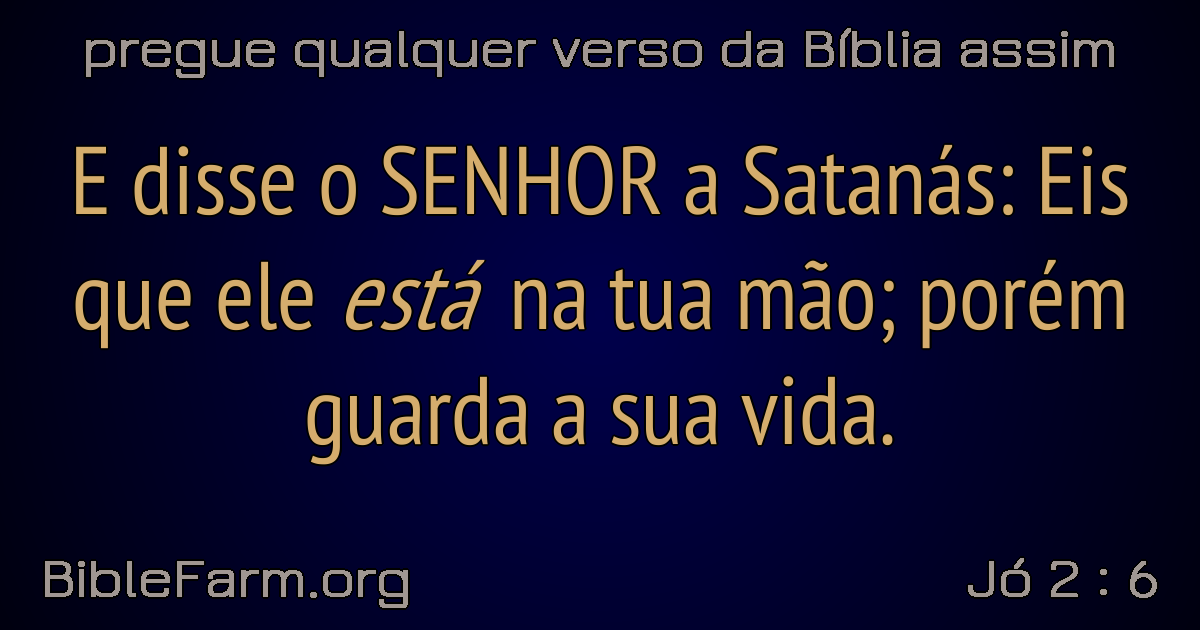 pregue qualquer verso da Bíblia assim
E disse o SENHOR a Satanás: Eis
que ele está na tua mão; porém
guarda a sua vida.
BibleFarm.org
Jó 2 : 6